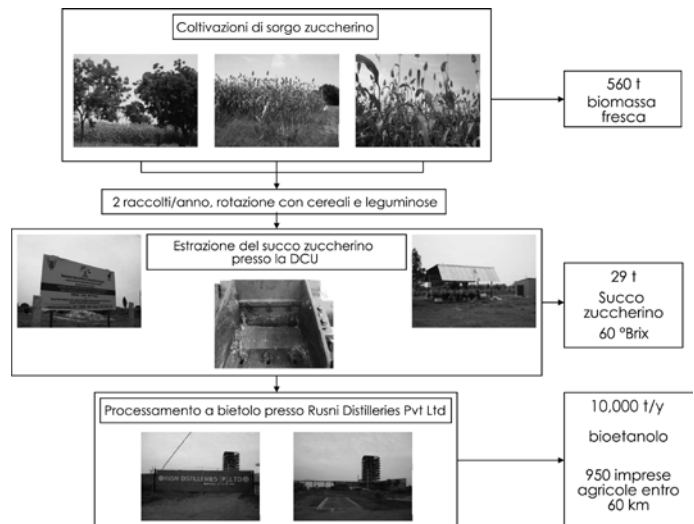 Coltivazioni di sorgo zuccherino
560 t
biomassa
fresca
2 raccolti/anno, rotazione con cereali e leguminose
Estrazione del succo zuccherino
presso la DCU
29 t
Succo
zuccherino
60 °Brix
Processamento a bietolo presso Rusni Distilleries Pvt Ltd
DISTILLERIES (P) LTD
10,000 t/y
bioetanolo
950 imprese
agricole entro
60 km